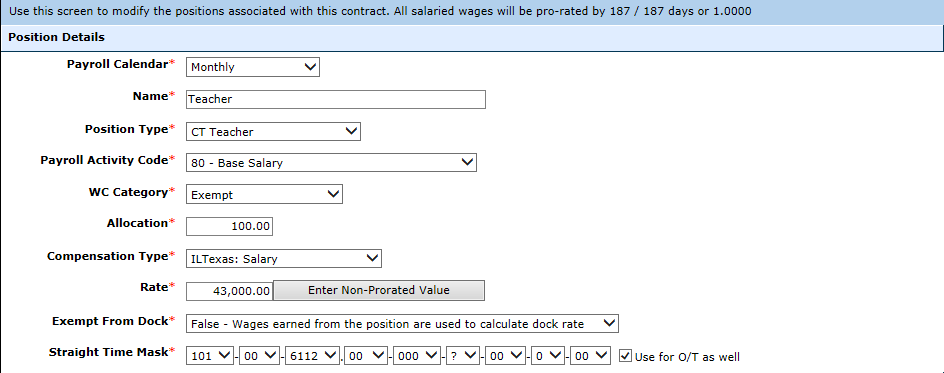 Use this screen to modify the positions associated with this contract. All salaried wages will be pro-rated by 187 / 187 days or 1.0000
Position Details
Payroll Calendar* Monthly
Name* Teacher
Position Type* CT Teacher
Payroll Activity Code* 80 - Base Salary
WC Category* Exempt
Allocation* 100.00
Compensation Type* ILTexas: Salary
Rate* 43,000.00 Enter Non-Prorated Value
Exempt From Dock* False - Wages earned from the position are used to calculate dock rate
Straight Time Mask* 101 - 00 - 6112 . 00 - 000 - ? - 00 - 0 - 00 Use for O/T as well